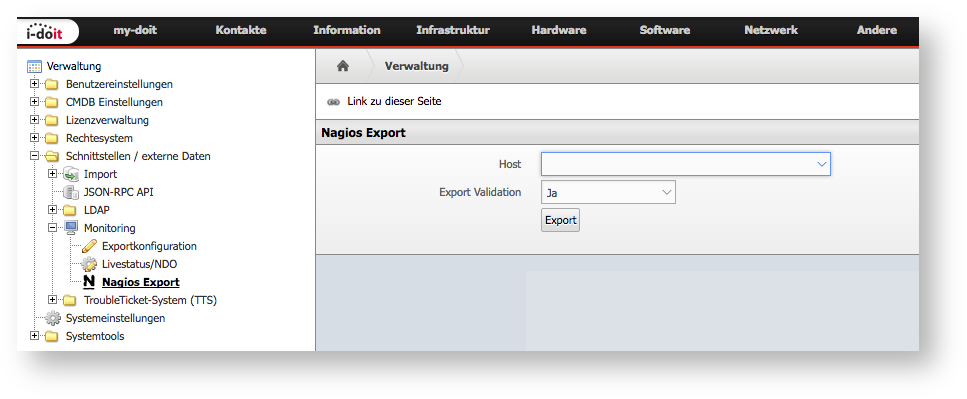 i-doit
my-doit Kontakte Information Infrastruktur Hardware Software Netzwerk Andere
Verwaltung
Benutzereinstellungen
CMDB Einstellungen
Lizenzverwaltung
Rechtesystem
Schnittstellen / externe Daten
Import
JSON-RPC API
LDAP
Monitoring
Exportkonfiguration
Livestatus/NDO
N Nagios Export
TroubleTicket-System (TTS)
Systemeinstellungen
Systemtools
Verwaltung
Link zu dieser Seite
Nagios Export
Host
Export Validation Ja
Export